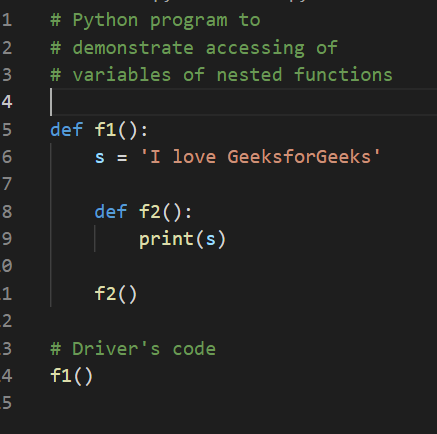 1 # Python program to
2 # demonstrate accessing of
3 # variables of nested functions
4
5 def f1():
6     s = 'I love GeeksforGeeks'
7
8     def f2():
9         print(s)
0
1     f2()
2
3 # Driver's code
4 f1()
5